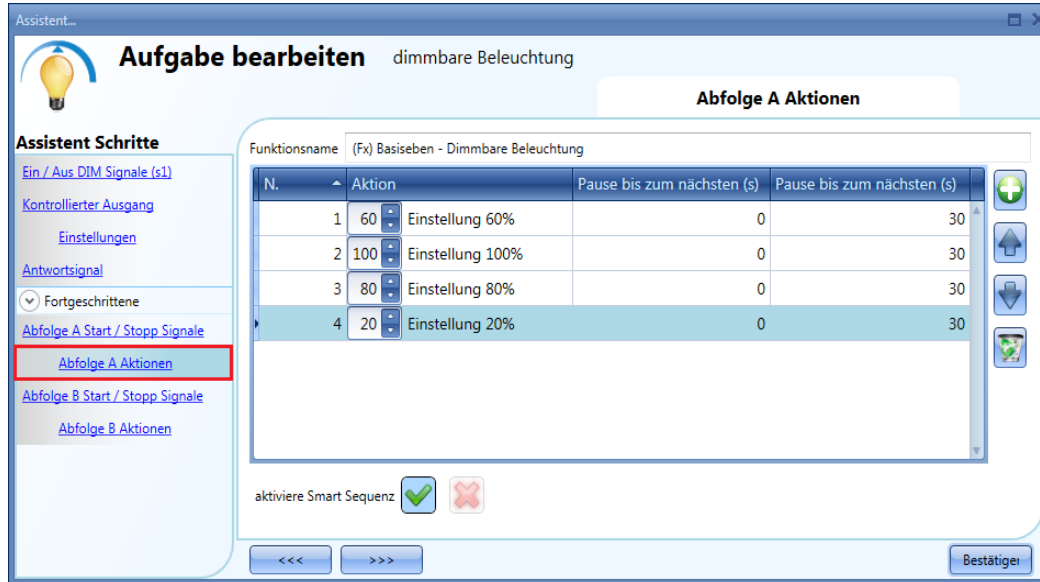 Assistent...
Aufgabe bearbeiten dimmbare Beleuchtung
Abfolge A Aktionen
Assistent Schritte
Ein / Aus DIM Signale (s1)
Kontrollierter Ausgang
Einstellungen
Antwortsignal
Fortgeschrittene
Abfolge A Start / Stopp Signale
Abfolge A Aktionen
Abfolge B Start / Stopp Signale
Abfolge B Aktionen
Funktionsname (Fx) Basiseben - Dimmbare Beleuchtung
N. Aktion Pause bis zum nächsten (s) Pause bis zum nächsten (s)
1 60 Einstellung 60% 0 30
2 100 Einstellung 100% 0 30
3 80 Einstellung 80% 0 30
4 20 Einstellung 20% 0 30
aktiviere Smart Sequenz
<<< >>> Bestätiger